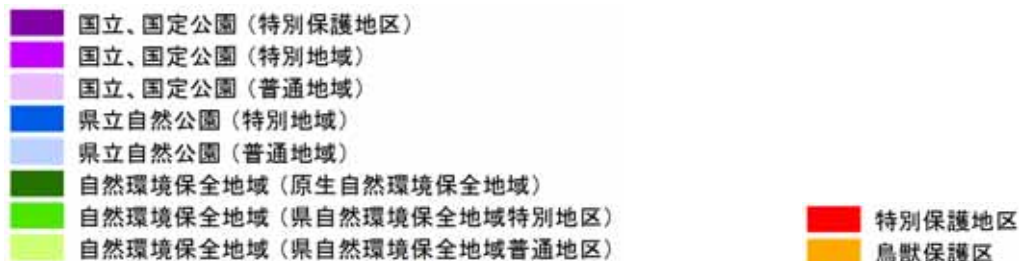 国立、国定公園（特別保護地区）
国立、国定公園（特別地域）
国立、国定公園（普通地域）
県立自然公園（特別地域）
県立自然公園（普通地域）
自然環境保全地域（原生自然環境保全地域）
自然環境保全地域（県自然環境保全地域特別地区）
自然環境保全地域（県自然環境保全地域普通地区）
特別保護地区
鳥獣保護区